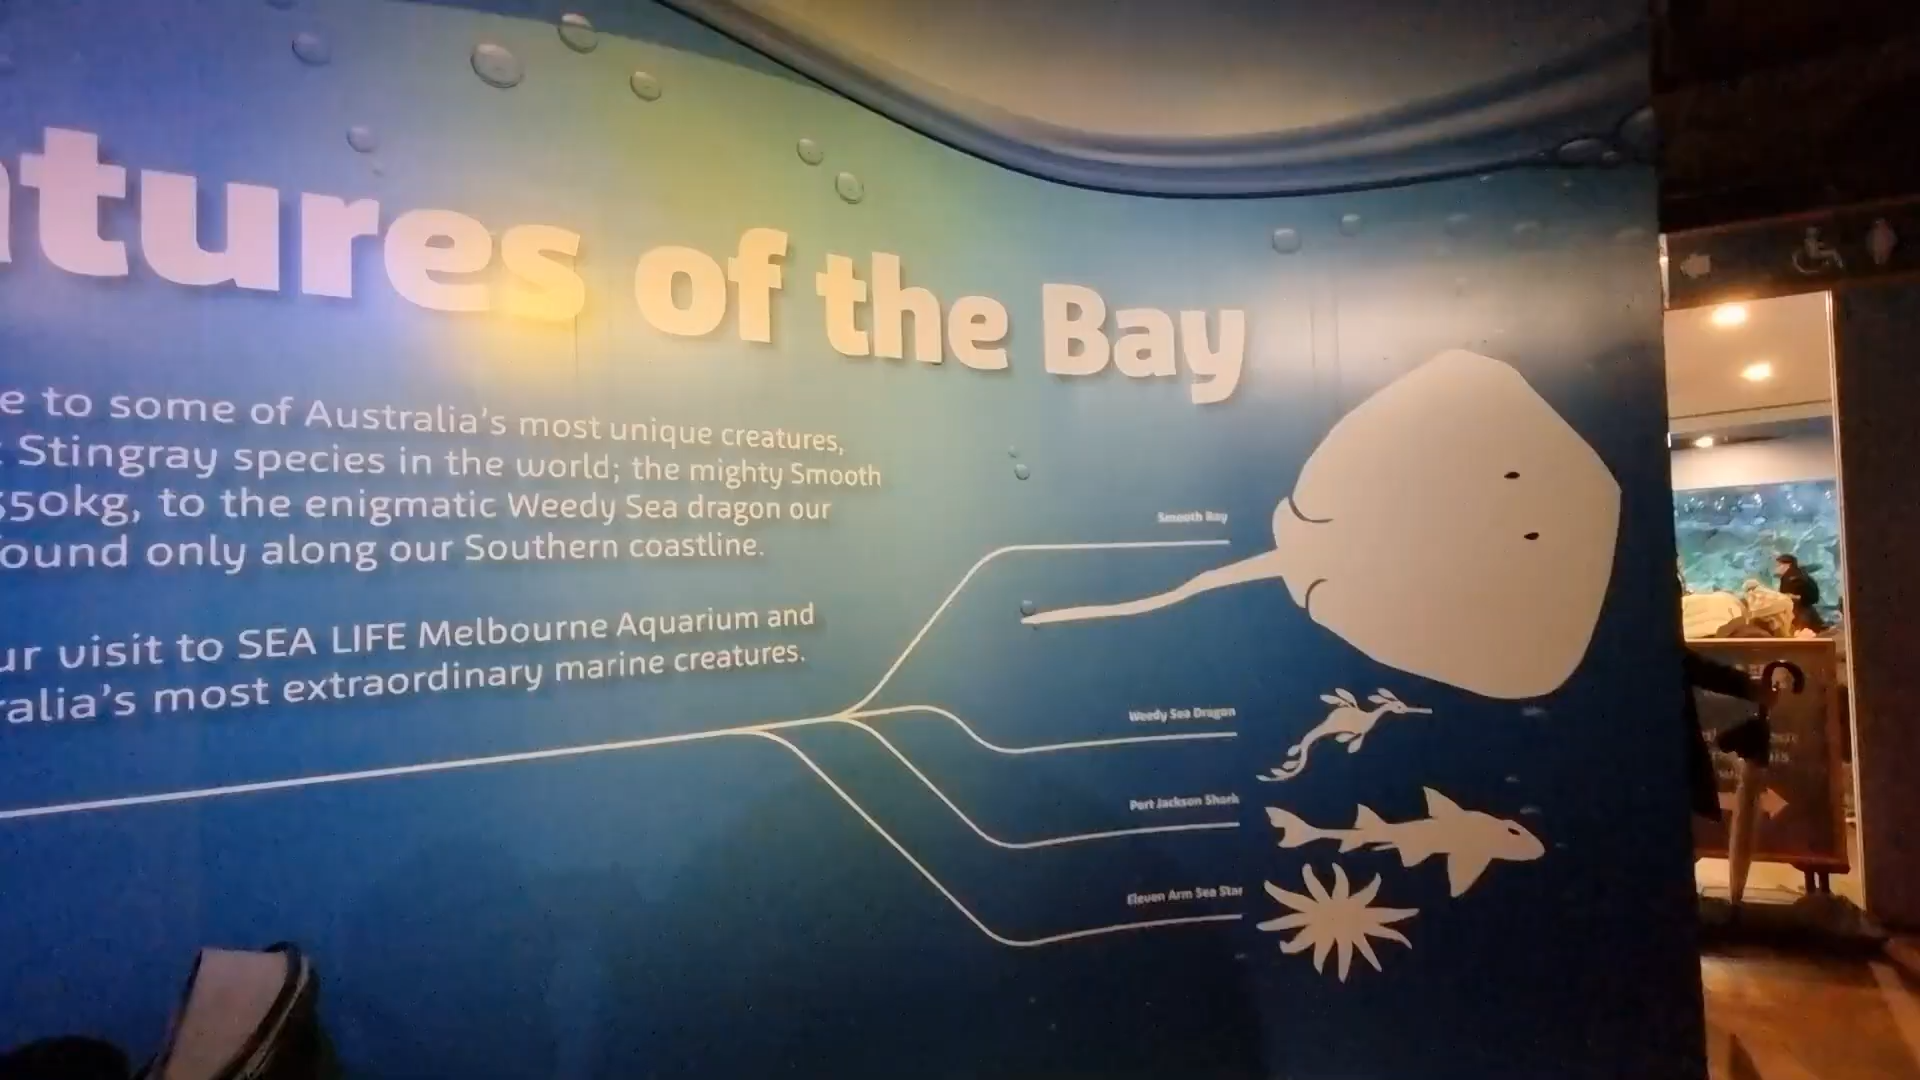 atures of the Bay
e to some of Australia's most unique creatures,
Stingray species in the world; the mighty Smooth
350kg, to the enigmatic Weedy Sea dragon our
ound only along our Southern coastline.
ur visit to SEA LIFE Melbourne Aquarium and
ralia's most extraordinary marine creatures.
Smooth Ray
Weedy Sea Dragon
Port Jackson Shark
Eleven Arm Sea Star